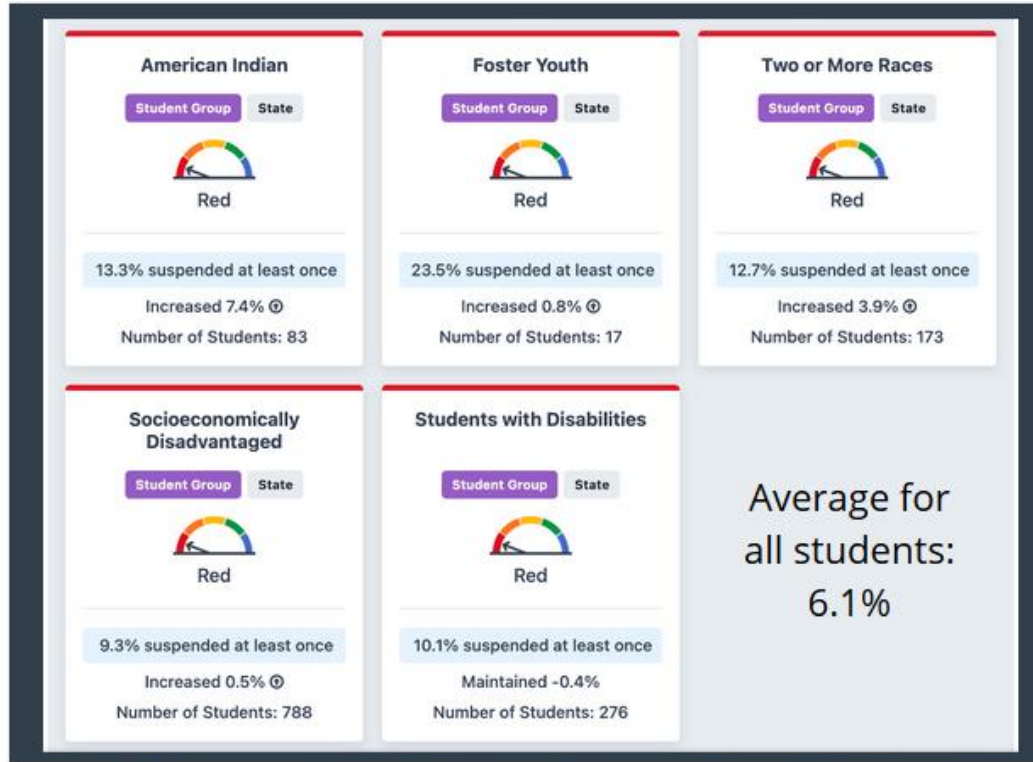 American Indian
Student Group State
Red
13.3% suspended at least once
Increased 7.4%
Number of Students: 83
Foster Youth
Student Group State
Red
23.5% suspended at least once
Increased 0.8%
Number of Students: 17
Two or More Races
Student Group State
Red
12.7% suspended at least once
Increased 3.9%
Number of Students: 173
Socioeconomically
Disadvantaged
Student Group State
Red
9.3% suspended at least once
Increased 0.5%
Number of Students: 788
Students with Disabilities
Student Group State
Red
10.1% suspended at least once
Maintained -0.4%
Number of Students: 276
Average for
all students:
6.1%